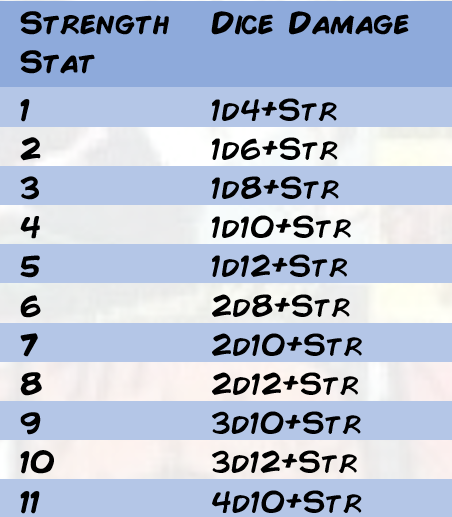 Strength Dice Damage
Stat
1 1d4+Str
2 1d6+Str
3 1d8+Str
4 1d10+Str
5 1d12+Str
6 2d8+Str
7 2d10+Str
8 2d12+Str
9 3d10+Str
10 3d12+Str
11 4d10+Str